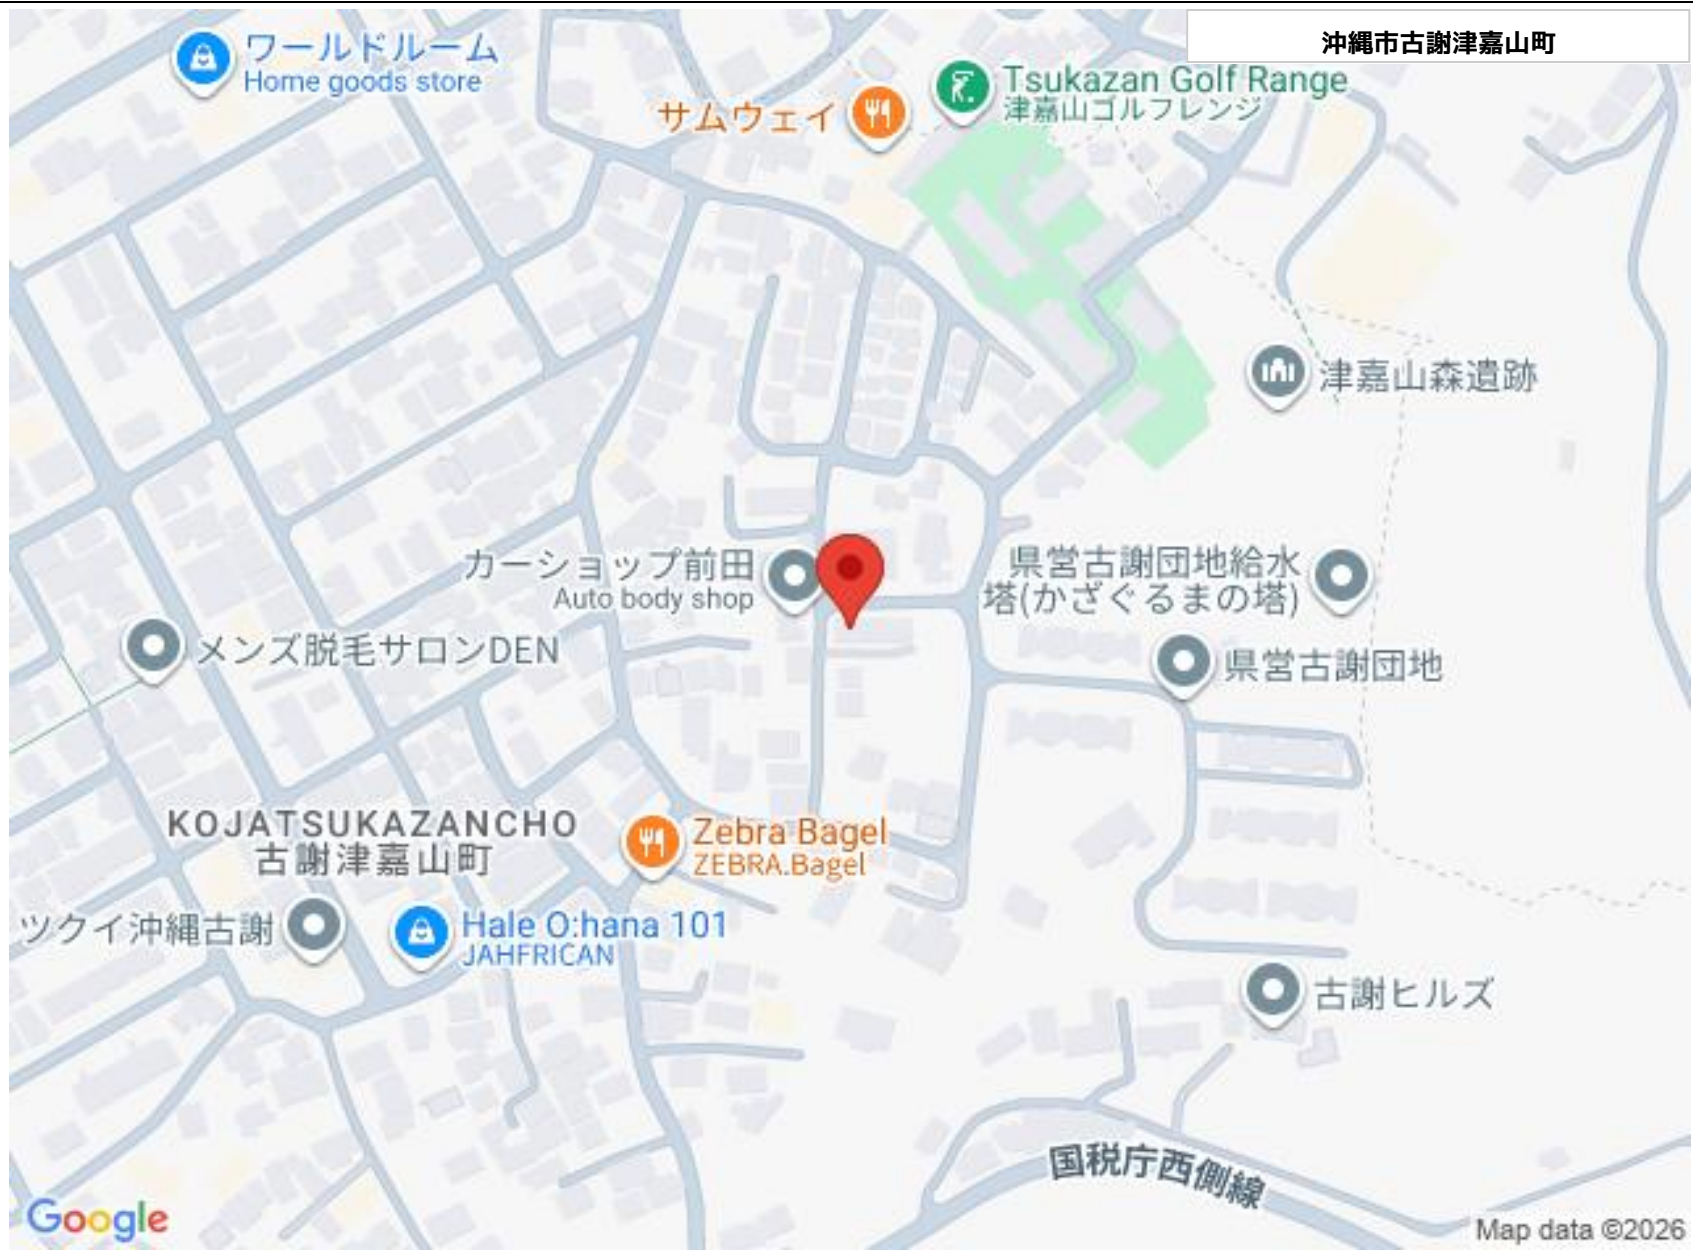 沖縄市古謝津嘉山町
ワールドルーム
Home goods store
サムウェイ
Tsukazan Golf Range
津嘉山ゴルフレンジ
津嘉山森遺跡
カーショップ前田
Auto body shop
県営古謝団地給水
塔(かざぐるまの塔)
メンズ脱毛サロンDEN
県営古謝団地
KOJATSUKAZANCHO
古謝津嘉山町
Zebra Bagel
ZEBRA.Bagel
ツクイ沖縄古謝
Hale O:hana 101
JAHFRICAN
古謝ヒルズ
国税庁西側線
Google
Map data ©2026